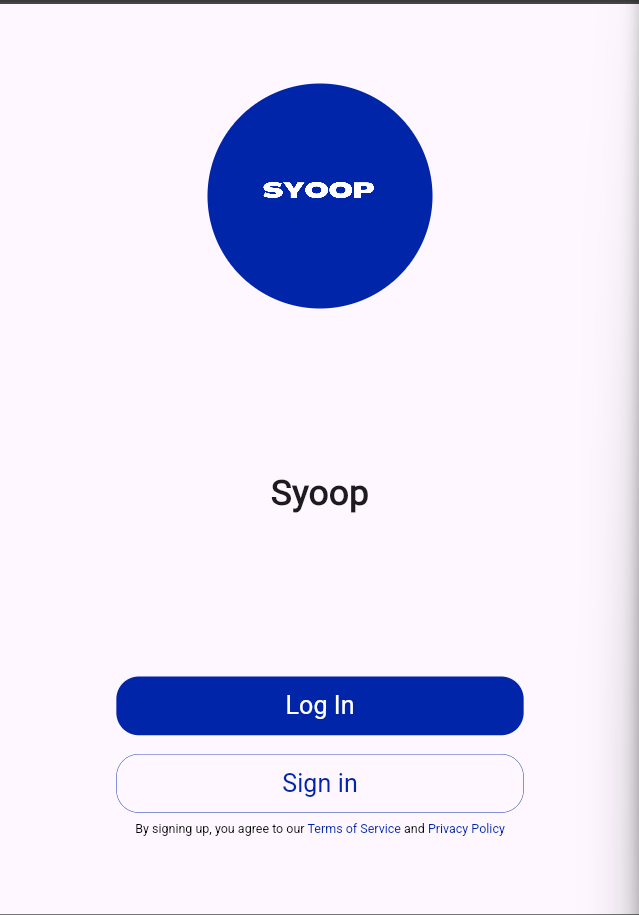 SYOOP
Syoop
Log In
Sign in
By signing up, you agree to our Terms of Service and Privacy Policy